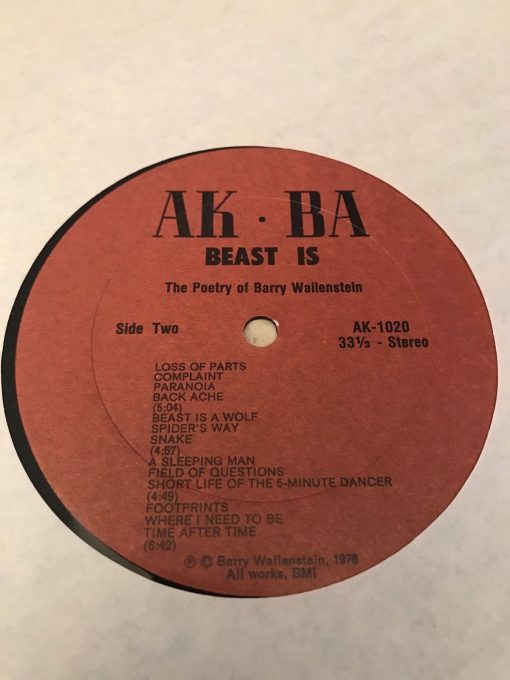 AK · BA
BEAST IS
The Poetry of Barry Wallenstein
Side Two
AK-1020
33⅓ - Stereo
LOSS OF PARTS
COMPLAINT
PARANOIA
BACK ACHE
(5:04)
BEAST IS A WOLF
SPIDER'S WAY
SNAKE
(4:57)
A SLEEPING MAN
FIELD OF QUESTIONS
SHORT LIFE OF THE 5-MINUTE DANCER
(4:49)
FOOTPRINTS
WHERE I NEED TO BE
TIME AFTER TIME
(6:42)
℗ © Barry Wallenstein, 1978
All works, BMI